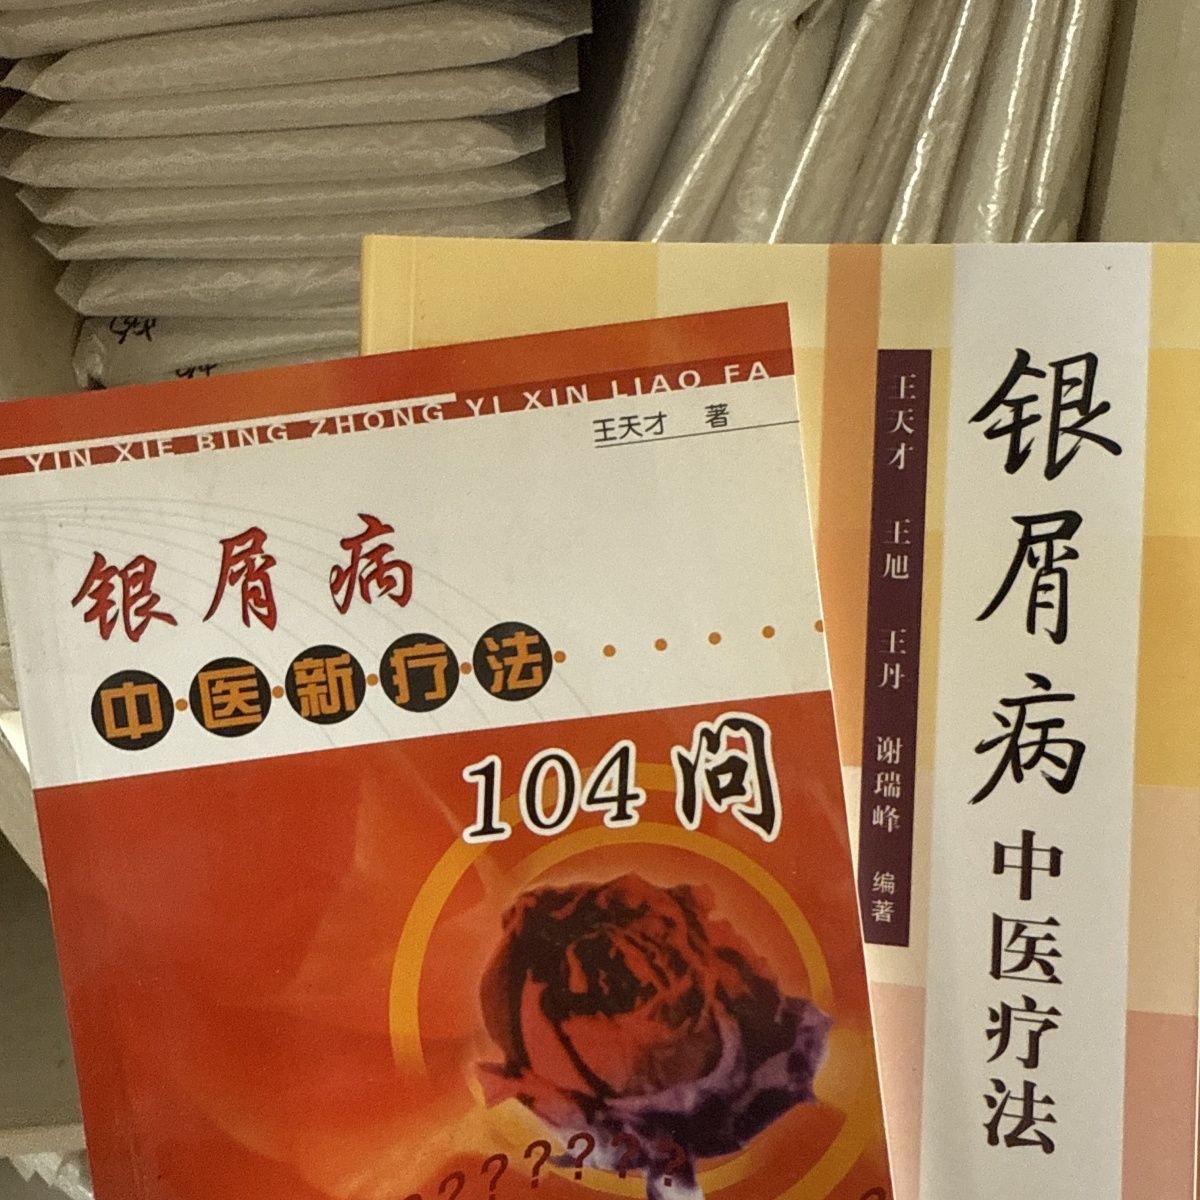 YIN XIE BING ZHONG YI XIN LIAO FA
王天才 著
银屑病
中·医·新·疗·法
104问
???????
王天才 王旭 王丹 谢瑞峰 编著
银屑病中医疗法